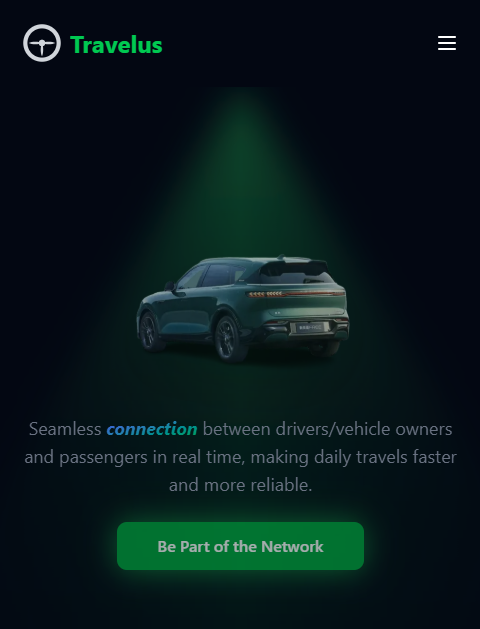 Travelus
Seamless connection between drivers/vehicle owners
and passengers in real time, making daily travels faster
and more reliable.
Be Part of the Network